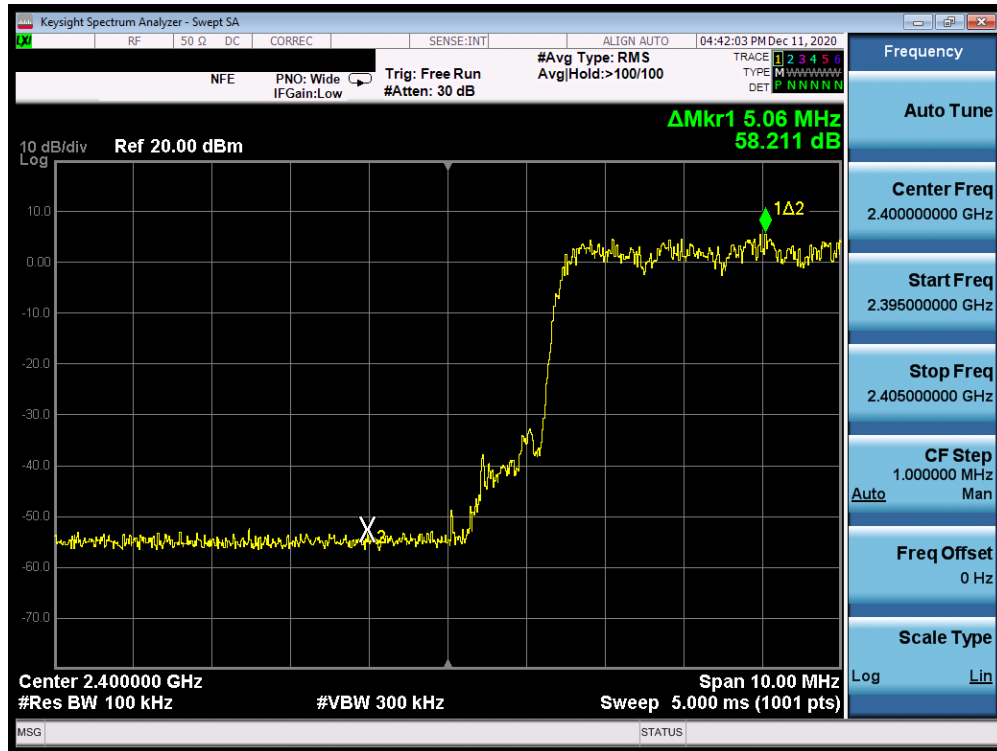 Keysight Spectrum Analyzer - Swept SA
LXI RF 50 Ω DC CORREC SENSE:INT ALIGN AUTO 04:42:03 PM Dec 11, 2020
NFE PNO: Wide Trig: Free Run #Avg Type: RMS TRACE 1 2 3 4 5 6
IFGain:Low #Atten: 30 dB Avg|Hold:>100/100 TYPE M WWWWW
DET P N N N N N
ΔMkr1 5.06 MHz
58.211 dB
10 dB/div Ref 20.00 dBm
Log
10.0
0.00
-10.0
-20.0
-30.0
-40.0
-50.0
-60.0
-70.0
1Δ2
X2
Center 2.400000 GHz Span 10.00 MHz
#Res BW 100 kHz #VBW 300 kHz Sweep 5.000 ms (1001 pts)
MSG STATUS
Frequency
Auto Tune
Center Freq
2.400000000 GHz
Start Freq
2.395000000 GHz
Stop Freq
2.405000000 GHz
CF Step
1.000000 MHz
Auto Man
Freq Offset
0 Hz
Scale Type
Log Lin